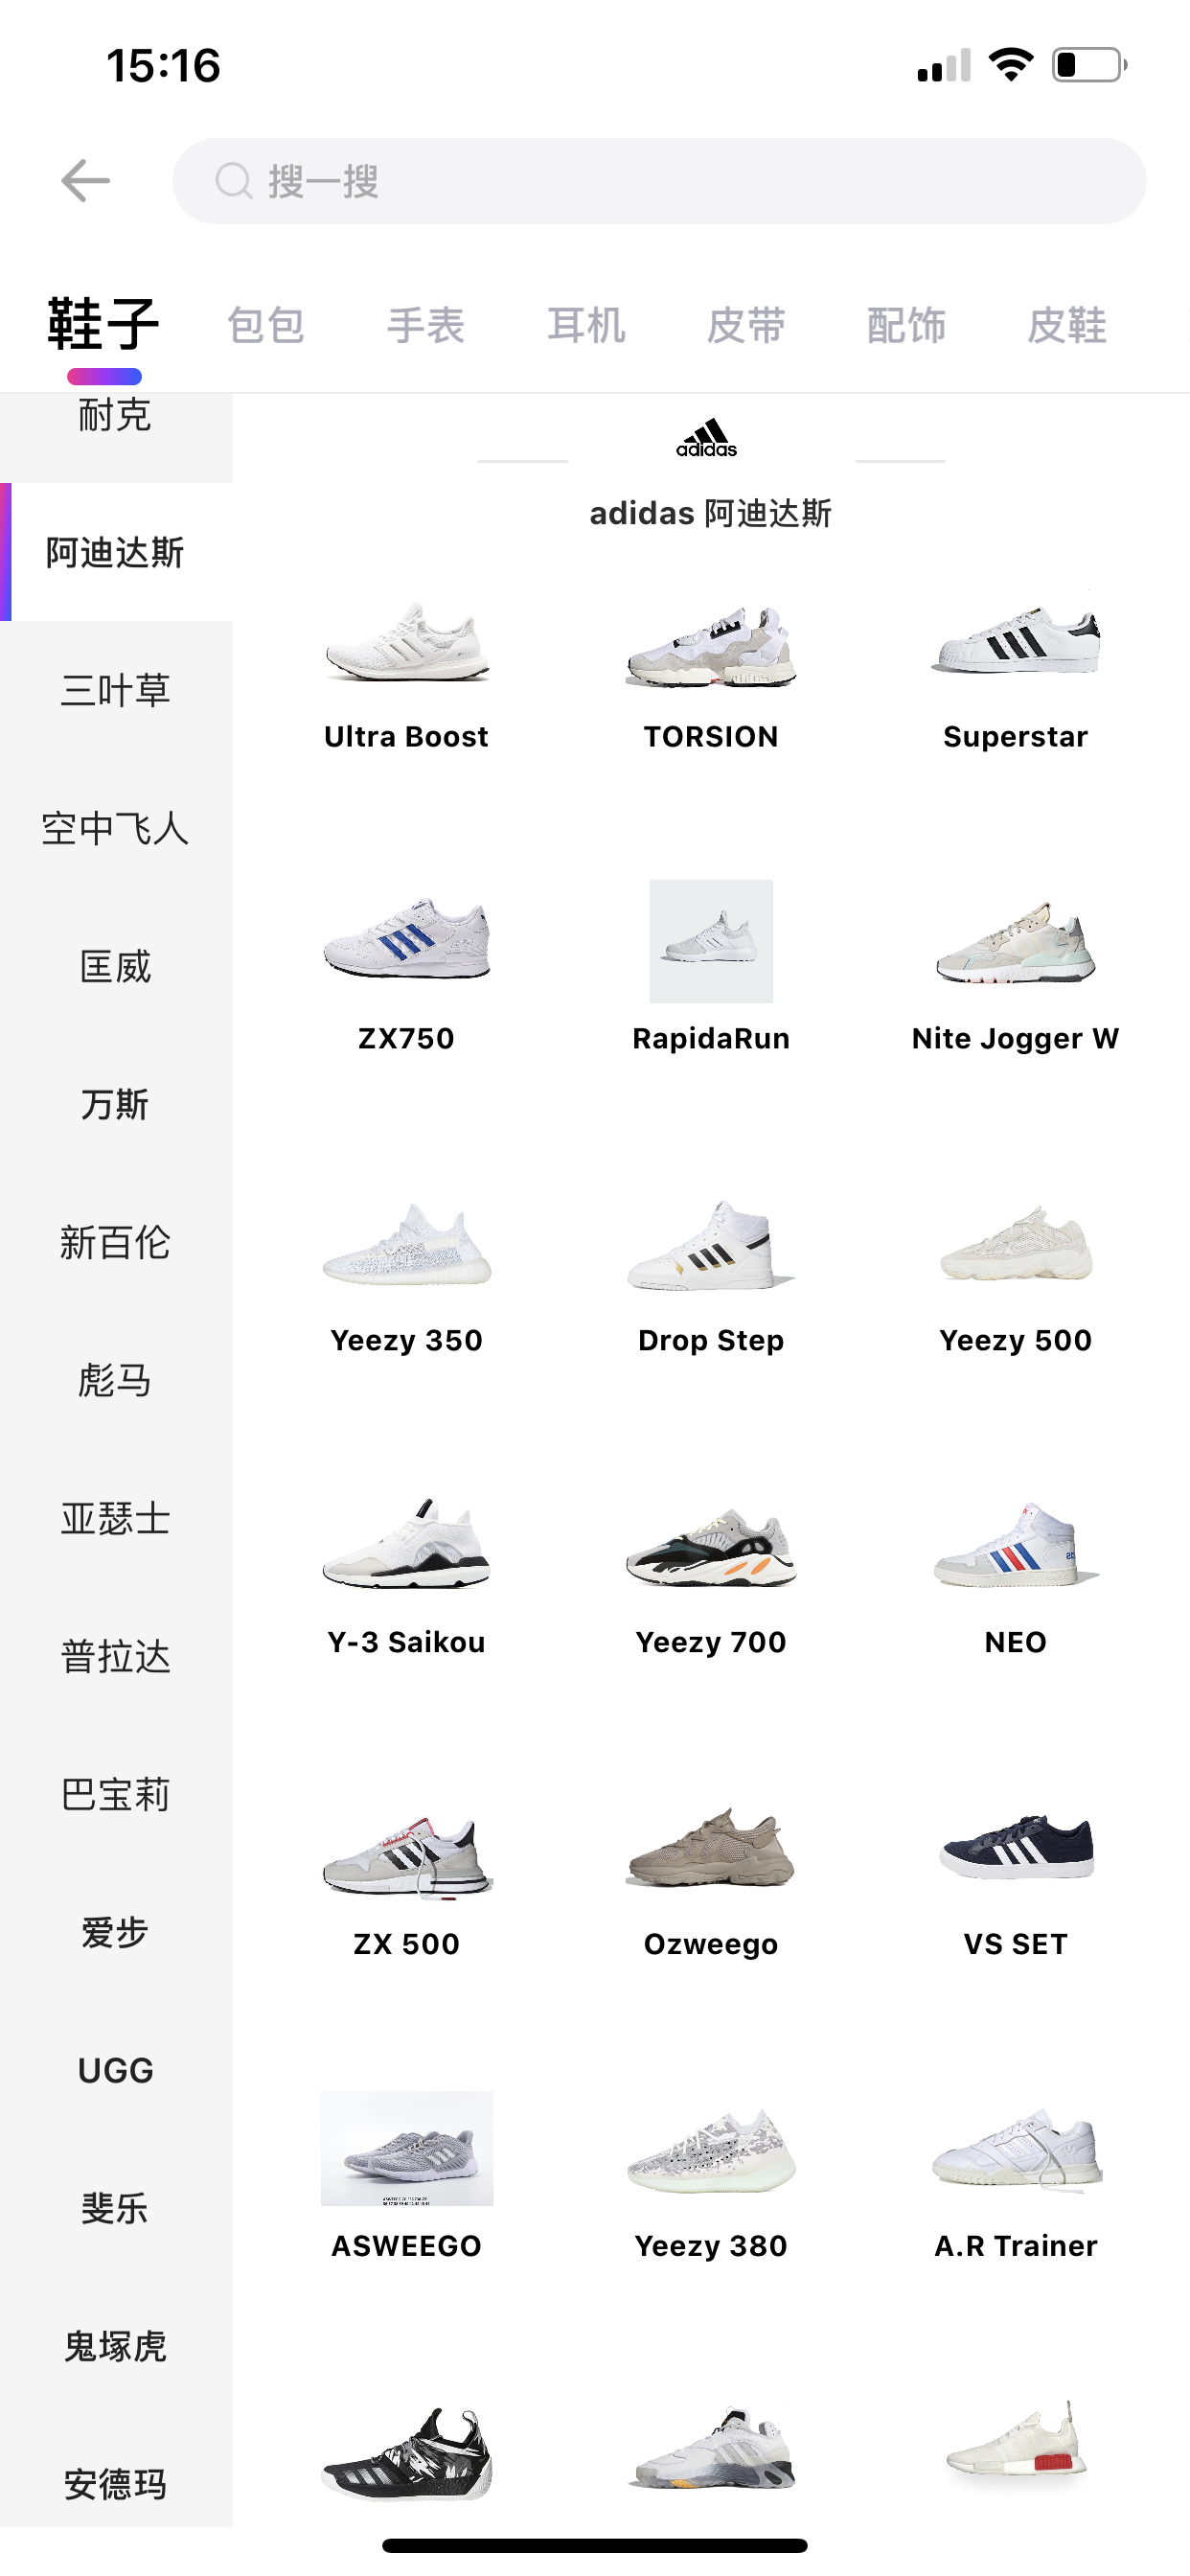 15:16
搜一搜
鞋子 包包 手表 耳机 皮带 配饰 皮鞋
耐克
阿迪达斯
三叶草
空中飞人
匡威
万斯
新百伦
彪马
亚瑟士
普拉达
巴宝莉
爱步
UGG
斐乐
鬼塚虎
安德玛
adidas
adidas 阿迪达斯
Ultra Boost TORSION Superstar
ZX750 RapidaRun Nite Jogger W
Yeezy 350 Drop Step Yeezy 500
Y-3 Saikou Yeezy 700 NEO
ZX 500 Ozweego VS SET
ASWEEGO Yeezy 380 A.R Trainer